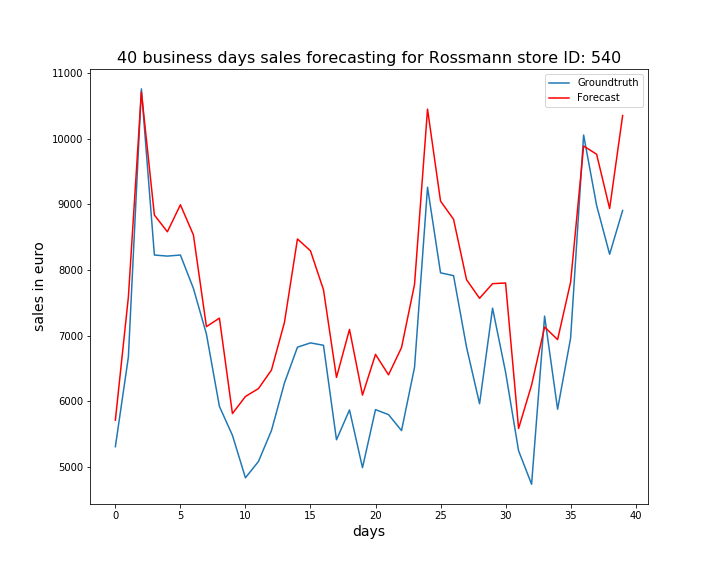 40 business days sales forecasting for Rossmann store ID: 540
Groundtruth
Forecast
11000
10000
9000
8000
7000
6000
5000
sales in euro
0 5 10 15 20 25 30 35 40
days